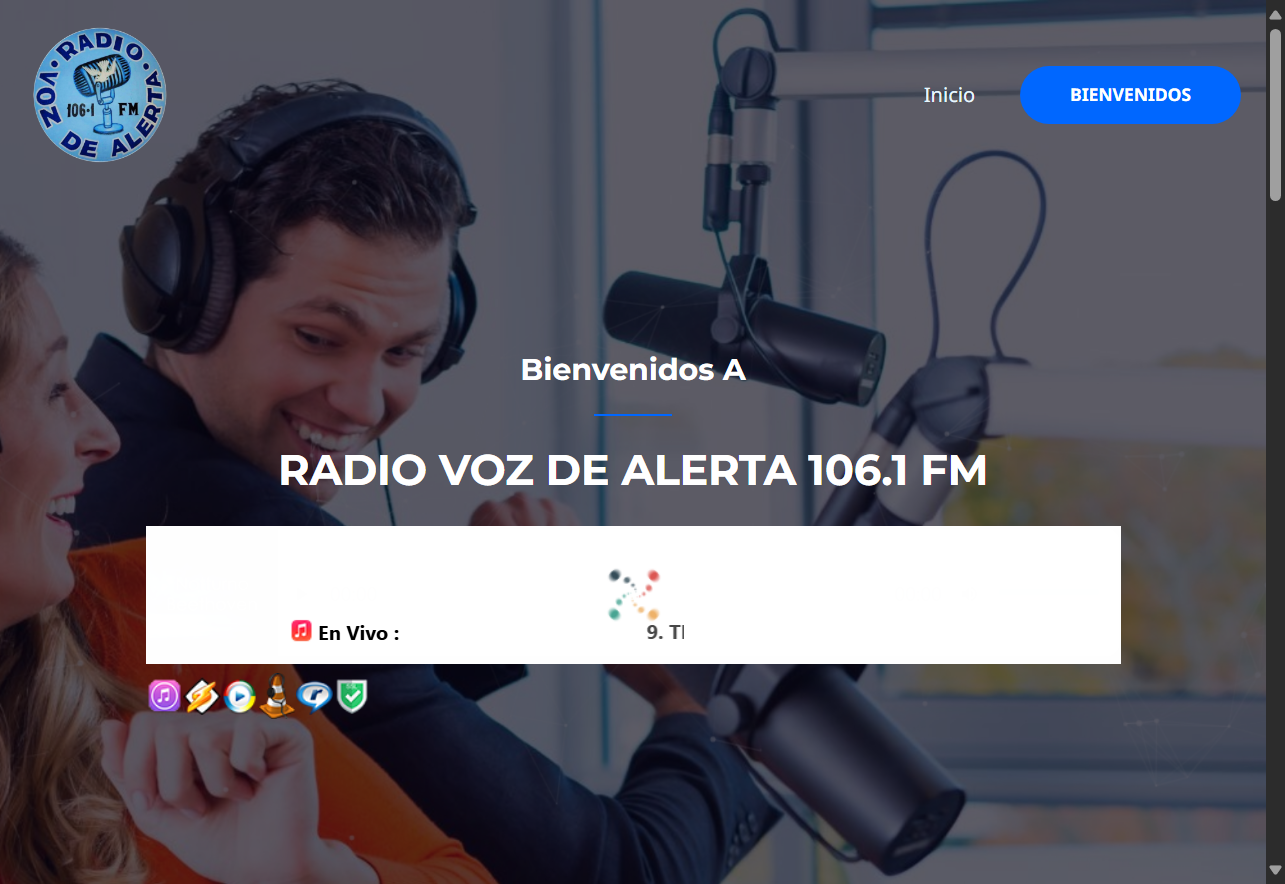 RADIO
VOZ
106.1 FM
DE ALERTA
Inicio
BIENVENIDOS
Bienvenidos A
RADIO VOZ DE ALERTA 106.1 FM
En Vivo :
9.